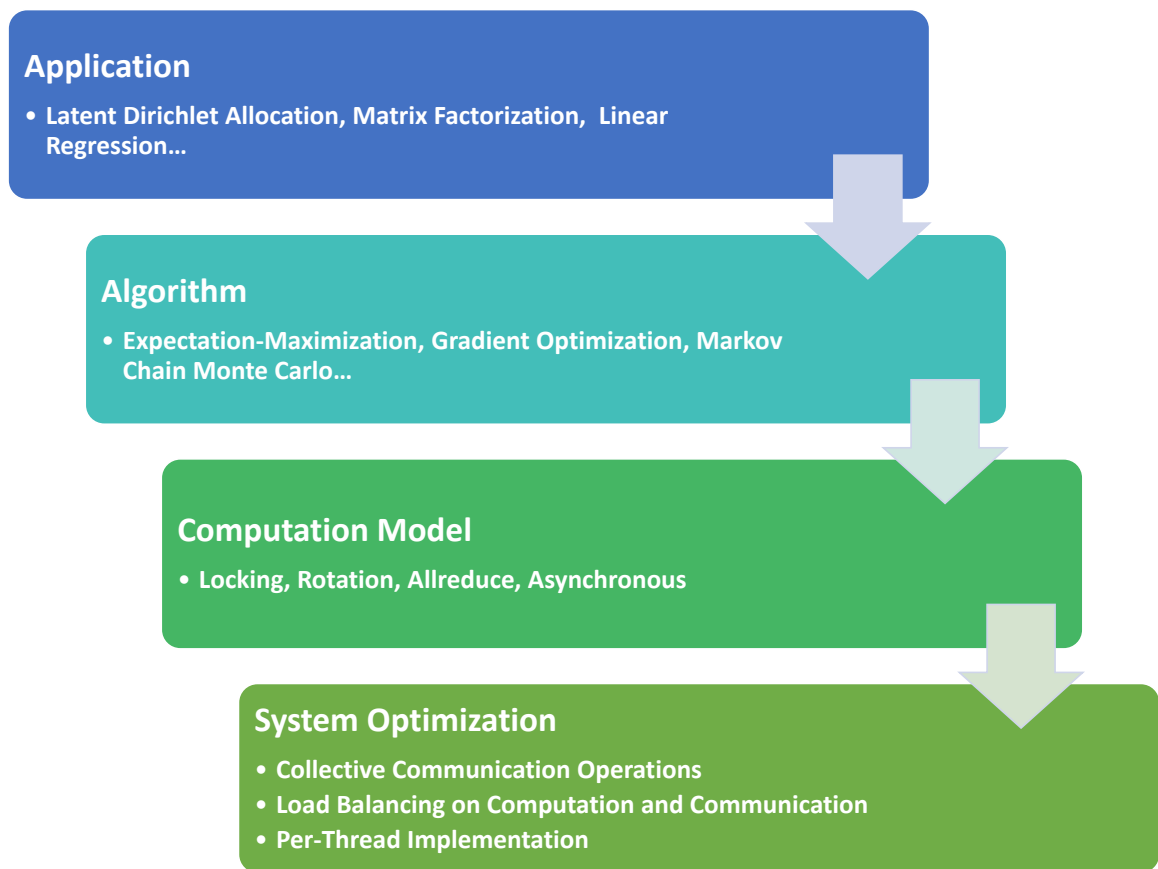 Application
• Latent Dirichlet Allocation, Matrix Factorization,  Linear
Regression…
Algorithm
• Expectation-Maximization, Gradient Optimization, Markov
Chain Monte Carlo…
Computation Model
• Locking, Rotation, Allreduce, Asynchronous
System Optimization
• Collective Communication Operations
• Load Balancing on Computation and Communication
• Per-Thread Implementation